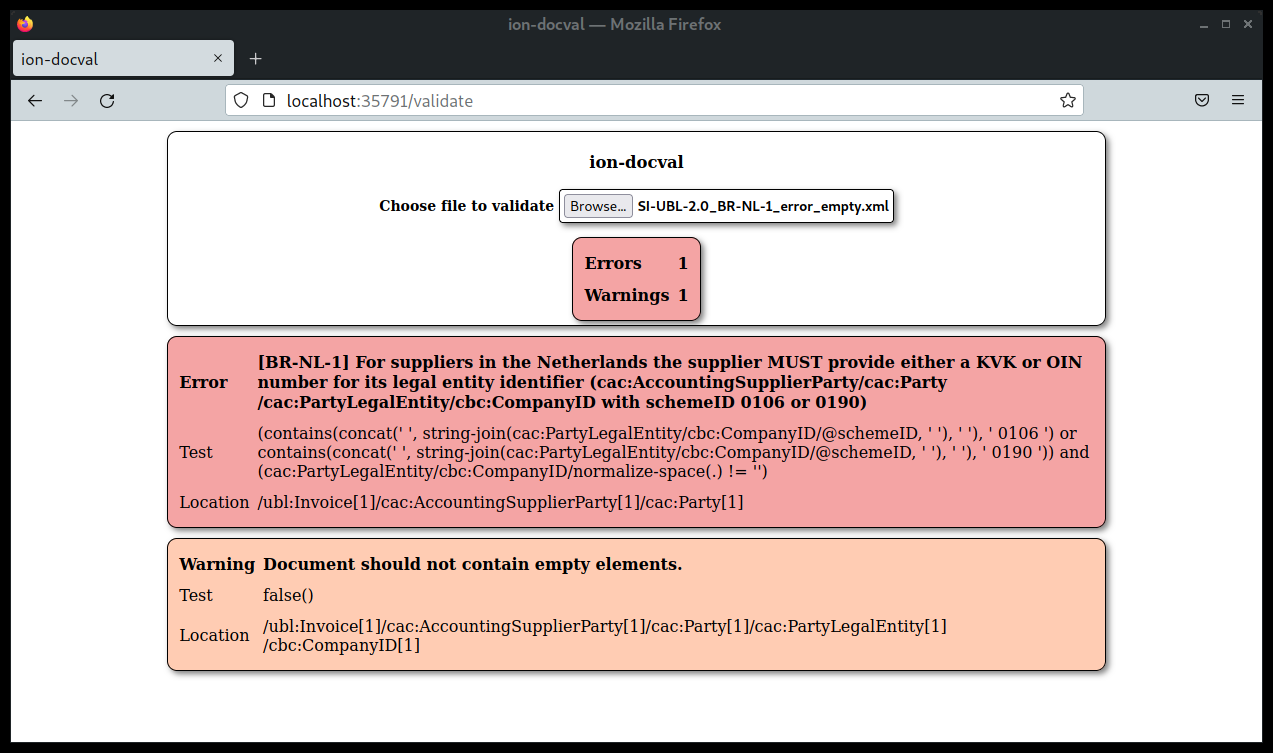 ion-docval — Mozilla Firefox
ion-docval
localhost:35791/validate
ion-docval
Choose file to validate Browse... SI-UBL-2.0_BR-NL-1_error_empty.xml
Errors 1
Warnings 1
[BR-NL-1] For suppliers in the Netherlands the supplier MUST provide either a KVK or OIN
Error number for its legal entity identifier (cac:AccountingSupplierParty/cac:Party
/cac:PartyLegalEntity/cbc:CompanyID with schemeID 0106 or 0190)
(contains(concat(' ', string-join(cac:PartyLegalEntity/cbc:CompanyID/@schemeID, ' '), ' '), ' 0106 ') or
Test contains(concat(' ', string-join(cac:PartyLegalEntity/cbc:CompanyID/@schemeID, ' '), ' '), ' 0190 ')) and
(cac:PartyLegalEntity/cbc:CompanyID/normalize-space(.) != '')
Location /ubl:Invoice[1]/cac:AccountingSupplierParty[1]/cac:Party[1]
Warning Document should not contain empty elements.
Test false()
Location /ubl:Invoice[1]/cac:AccountingSupplierParty[1]/cac:Party[1]/cac:PartyLegalEntity[1]
/cbc:CompanyID[1]